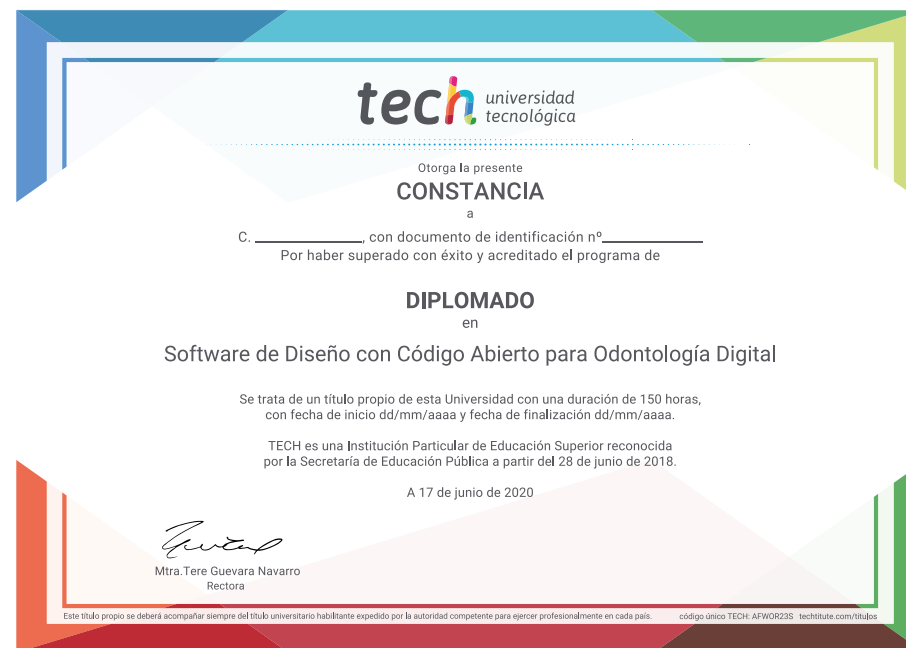 tech universidad
tecnológica
Otorga la presente
CONSTANCIA
a
C. ____________, con documento de identificación nº____________
Por haber superado con éxito y acreditado el programa de
DIPLOMADO
en
Software de Diseño con Código Abierto para Odontología Digital
Se trata de un título propio de esta Universidad con una duración de 150 horas,
con fecha de inicio dd/mm/aaaa y fecha de finalización dd/mm/aaaa.
TECH es una Institución Particular de Educación Superior reconocida
por la Secretaría de Educación Pública a partir del 28 de junio de 2018.
A 17 de junio de 2020
Mtra.Tere Guevara Navarro
Rectora
Este título propio se deberá acompañar siempre del título universitario habilitante expedido por la autoridad competente para ejercer profesionalmente en cada país. código único TECH: AFWOR23S techtitute.com/titulos